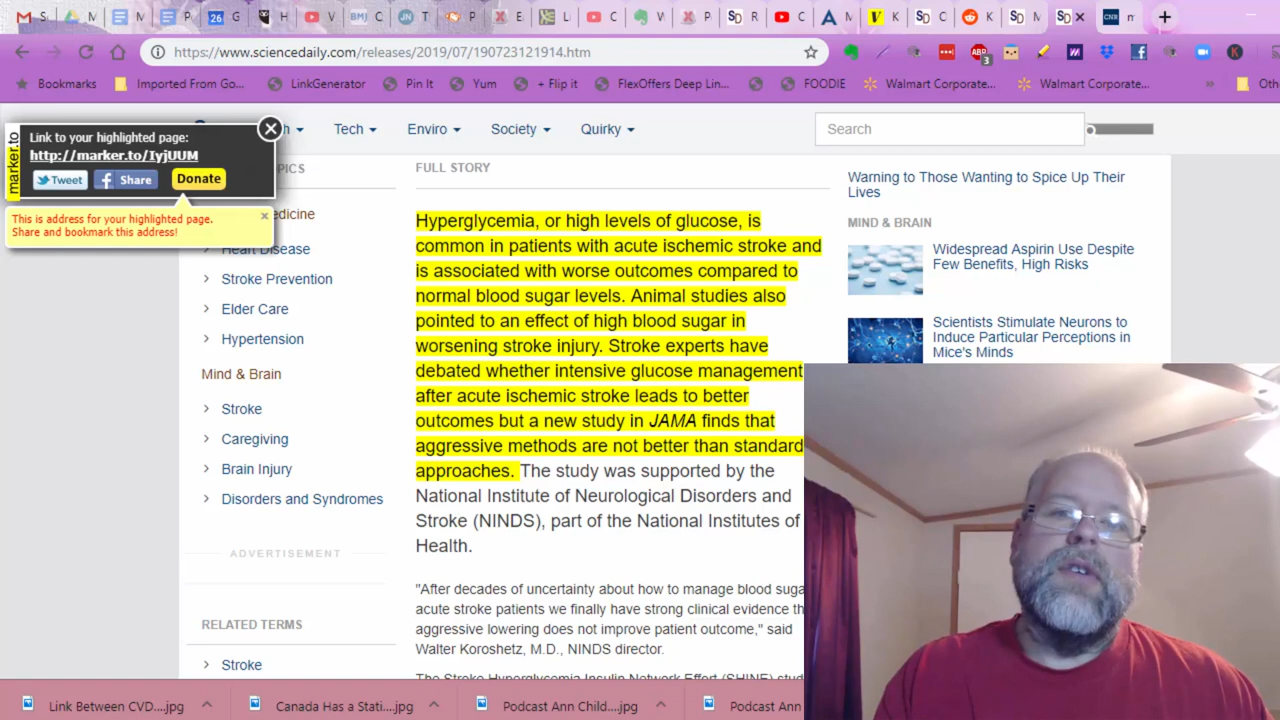 26
https://www.sciencedaily.com/releases/2019/07/190723121914.htm
Bookmarks
Imported From Go...
LinkGenerator
Pin It
Yum
+ Flip it
FlexOffers Deep Lin...
FOODIE
Walmart Corporate...
Walmart Corporate...
Tech
Enviro
Society
Quirky
Search
marker.to
Link to your highlighted page:
http://marker.to/IyjUUM
Tweet
Share
Donate
This is address for your highlighted page.
Share and bookmark this address!
Heart Disease
Stroke Prevention
Elder Care
Hypertension
Mind & Brain
Stroke
Caregiving
Brain Injury
Disorders and Syndromes
ADVERTISEMENT
RELATED TERMS
Stroke
FULL STORY
Hyperglycemia, or high levels of glucose, is
common in patients with acute ischemic stroke and
is associated with worse outcomes compared to
normal blood sugar levels. Animal studies also
pointed to an effect of high blood sugar in
worsening stroke injury. Stroke experts have
debated whether intensive glucose management
after acute ischemic stroke leads to better
outcomes but a new study in JAMA finds that
aggressive methods are not better than standard
approaches. The study was supported by the
National Institute of Neurological Disorders and
Stroke (NINDS), part of the National Institutes of
Health.
"After decades of uncertainty about how to manage blood suga
acute stroke patients we finally have strong clinical evidence th
aggressive lowering does not improve patient outcome," said
Walter Koroshetz, M.D., NINDS director.
The Stroke Hyperglycemia Insulin Network Effort (SHINE) stud
Warning to Those Wanting to Spice Up Their
Lives
MIND & BRAIN
Widespread Aspirin Use Despite
Few Benefits, High Risks
Scientists Stimulate Neurons to
Induce Particular Perceptions in
Mice's Minds
Link Between CVD....jpg
Canada Has a Stati....jpg
Podcast Ann Child....jpg
Podcast Ann